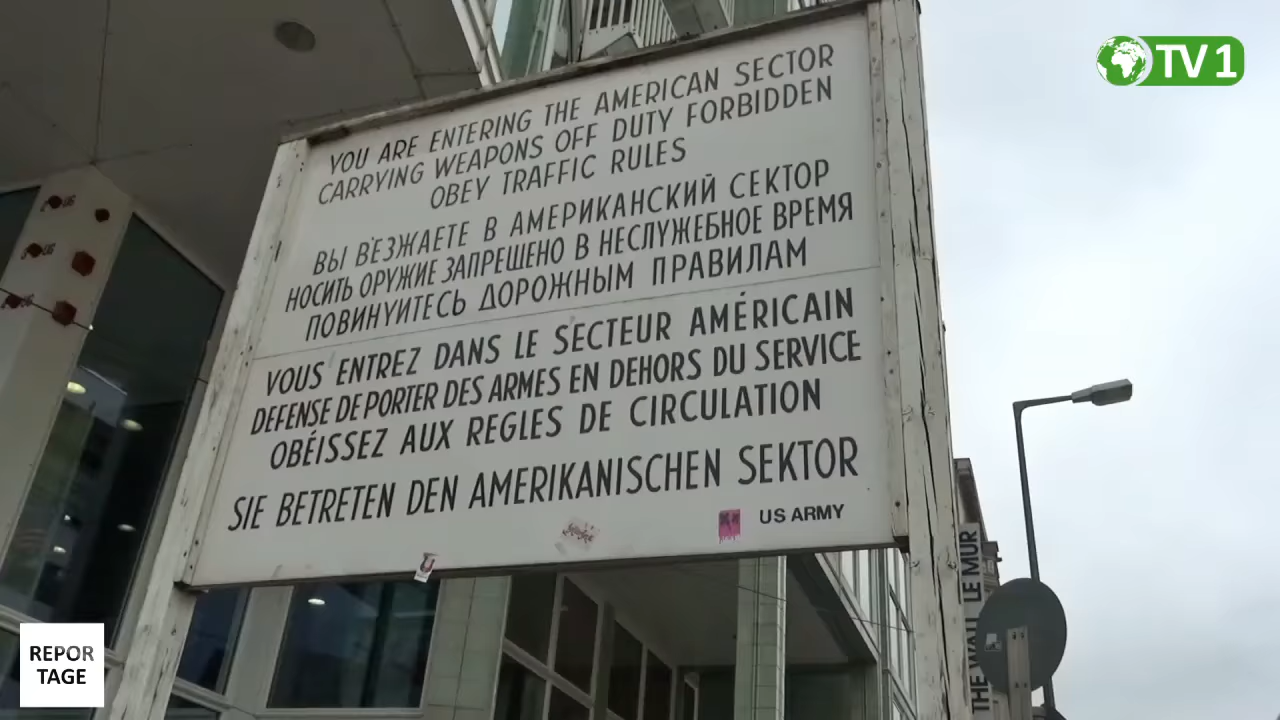 YOU ARE ENTERING THE AMERICAN SECTOR
CARRYING WEAPONS OFF DUTY FORBIDDEN
OBEY TRAFFIC RULES
ВЫ ВЪЕЗЖАЕТЕ В АМЕРИКАНСКИЙ СЕКТОР
НОСИТЬ ОРУЖИЕ ЗАПРЕЩЕНО В НЕСЛУЖЕБНОЕ ВРЕМЯ
ПОВИНУИТЕСЬ ДОРОЖНЫМ ПРАВИЛАМ
VOUS ENTREZ DANS LE SECTEUR AMÉRICAIN
DEFENSE DE PORTER DES ARMES EN DEHORS DU SERVICE
OBÉISSEZ AUX REGLES DE CIRCULATION
SIE BETRETEN DEN AMERIKANISCHEN SEKTOR
US ARMY
TV1
REPOR
TAGE
THE WALL LE MUR